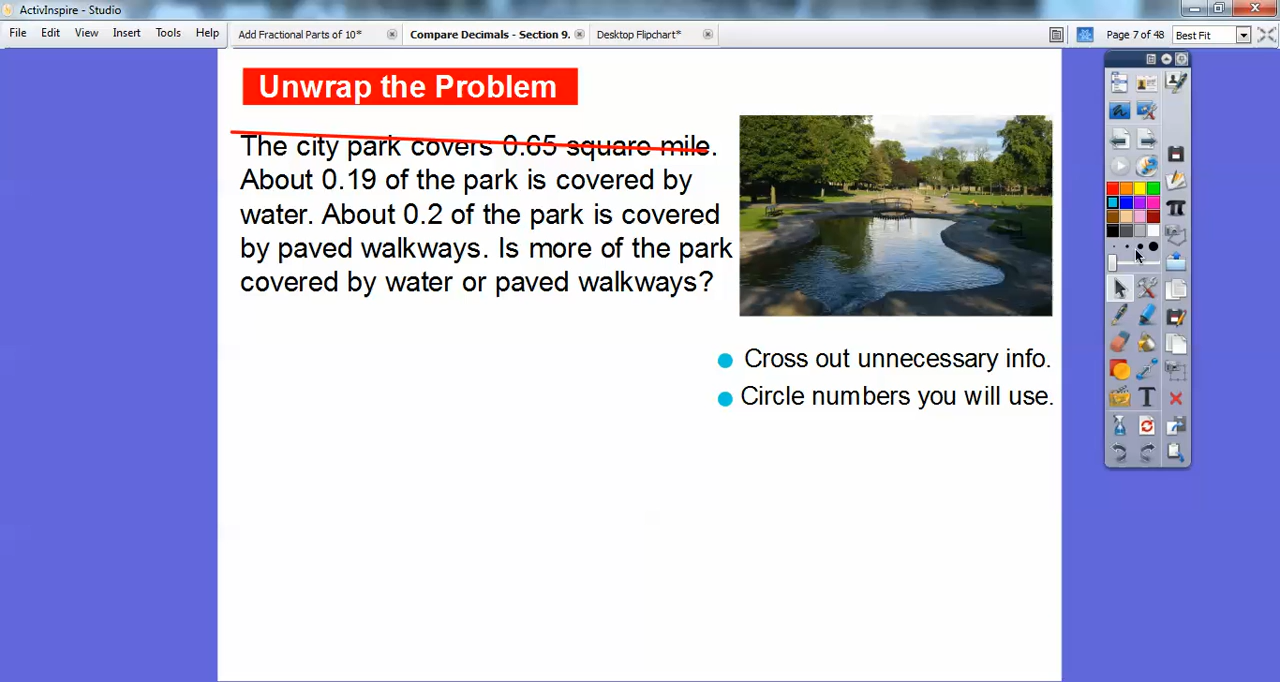 ActivInspire - Studio
File Edit View Insert Tools Help
Add Fractional Parts of 10* Compare Decimals - Section 9. Desktop Flipchart* Page 7 of 48 Best Fit
Unwrap the Problem
The city park covers 0.65 square mile.
About 0.19 of the park is covered by
water. About 0.2 of the park is covered
by paved walkways. Is more of the park
covered by water or paved walkways?
Cross out unnecessary info.
Circle numbers you will use.